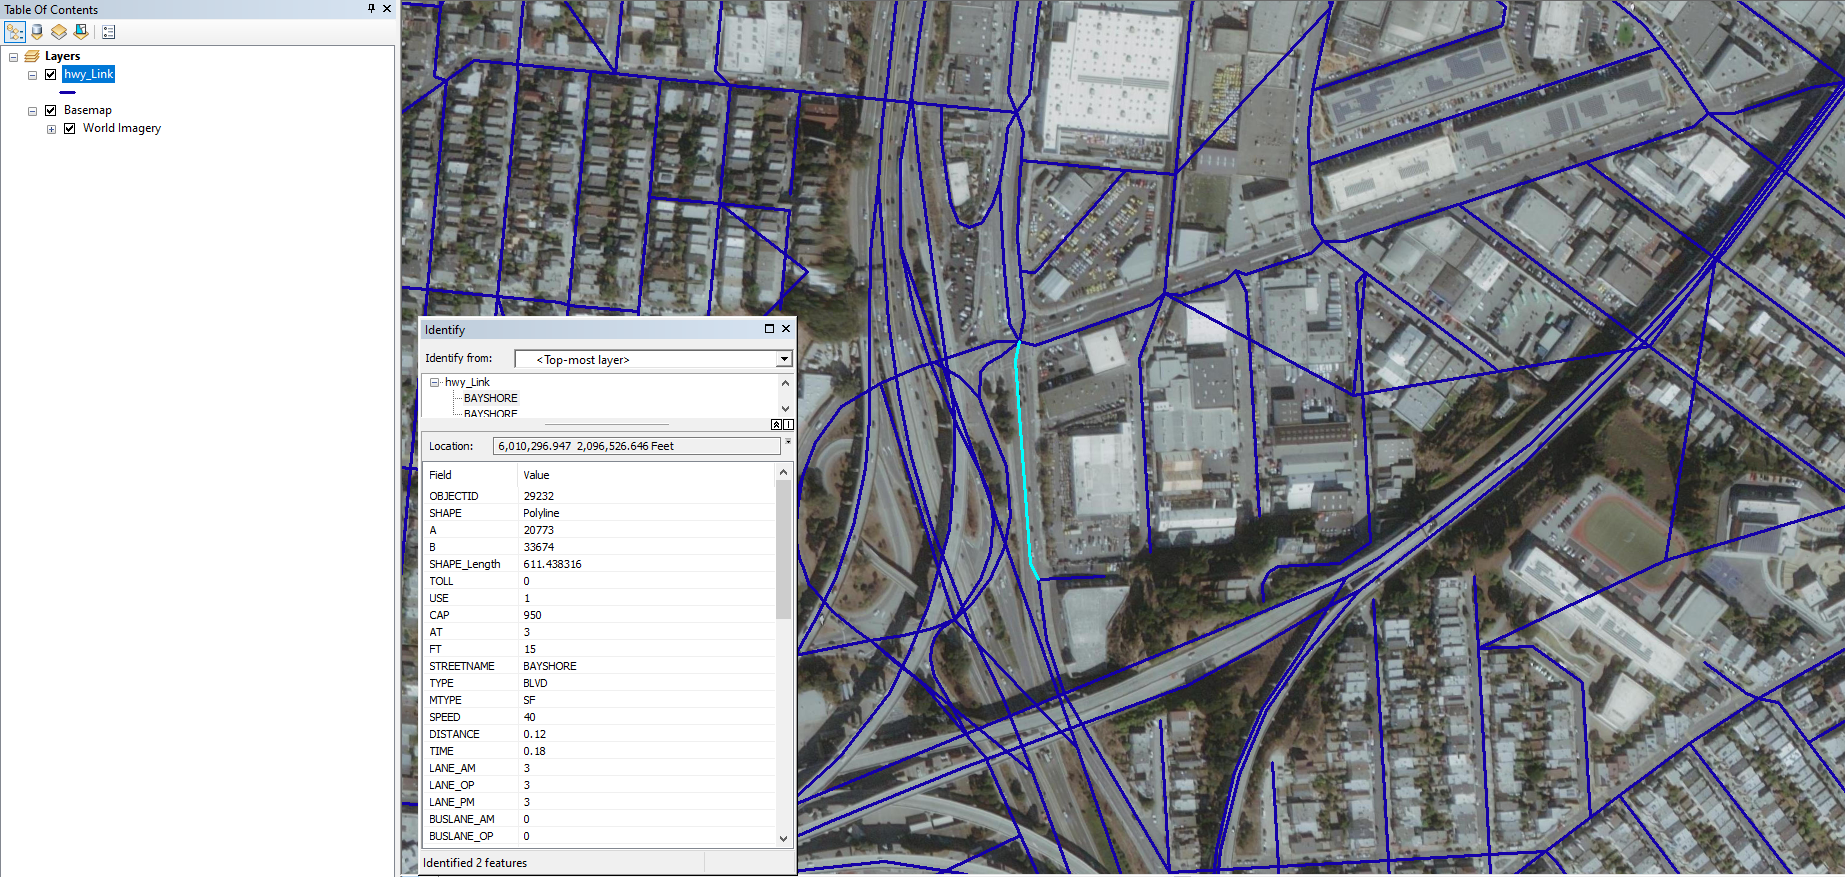 Table Of Contents
Layers
hwy_Link
Basemap
World Imagery
Identify
Identify from: <Top-most layer>
hwy_Link
BAYSHORE
BAYSHORE
Location: 6,010,296.947 2,096,526.646 Feet
Field Value
OBJECTID 29232
SHAPE Polyline
A 20773
B 33674
SHAPE_Length 611.438316
TOLL 0
USE 1
CAP 950
AT 3
FT 15
STREETNAME BAYSHORE
TYPE BLVD
MTYPE SF
SPEED 40
DISTANCE 0.12
TIME 0.18
LANE_AM 3
LANE_OP 3
LANE_PM 3
BUSLANE_AM 0
BUSLANE_OP 0
Identified 2 features